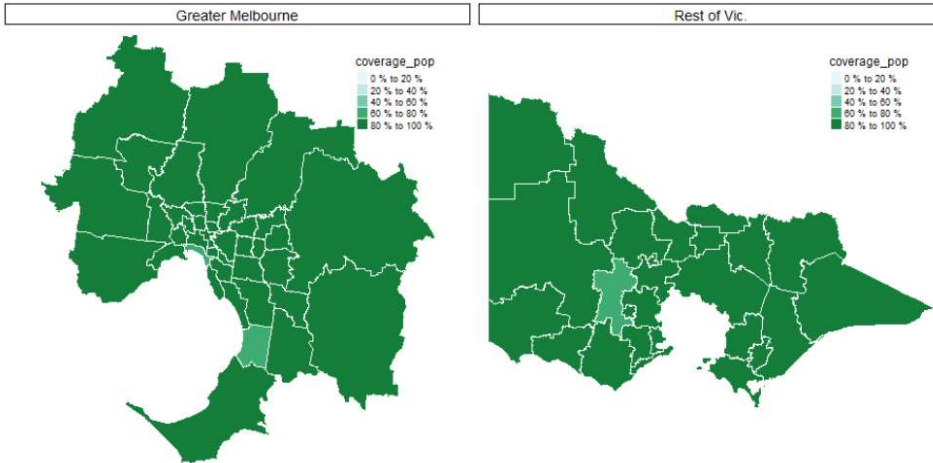 Greater Melbourne
coverage_pop
0 % to 20 %
20 % to 40 %
40 % to 60 %
60 % to 80 %
80 % to 100 %
Rest of Vic.
coverage_pop
0 % to 20 %
20 % to 40 %
40 % to 60 %
60 % to 80 %
80 % to 100 %